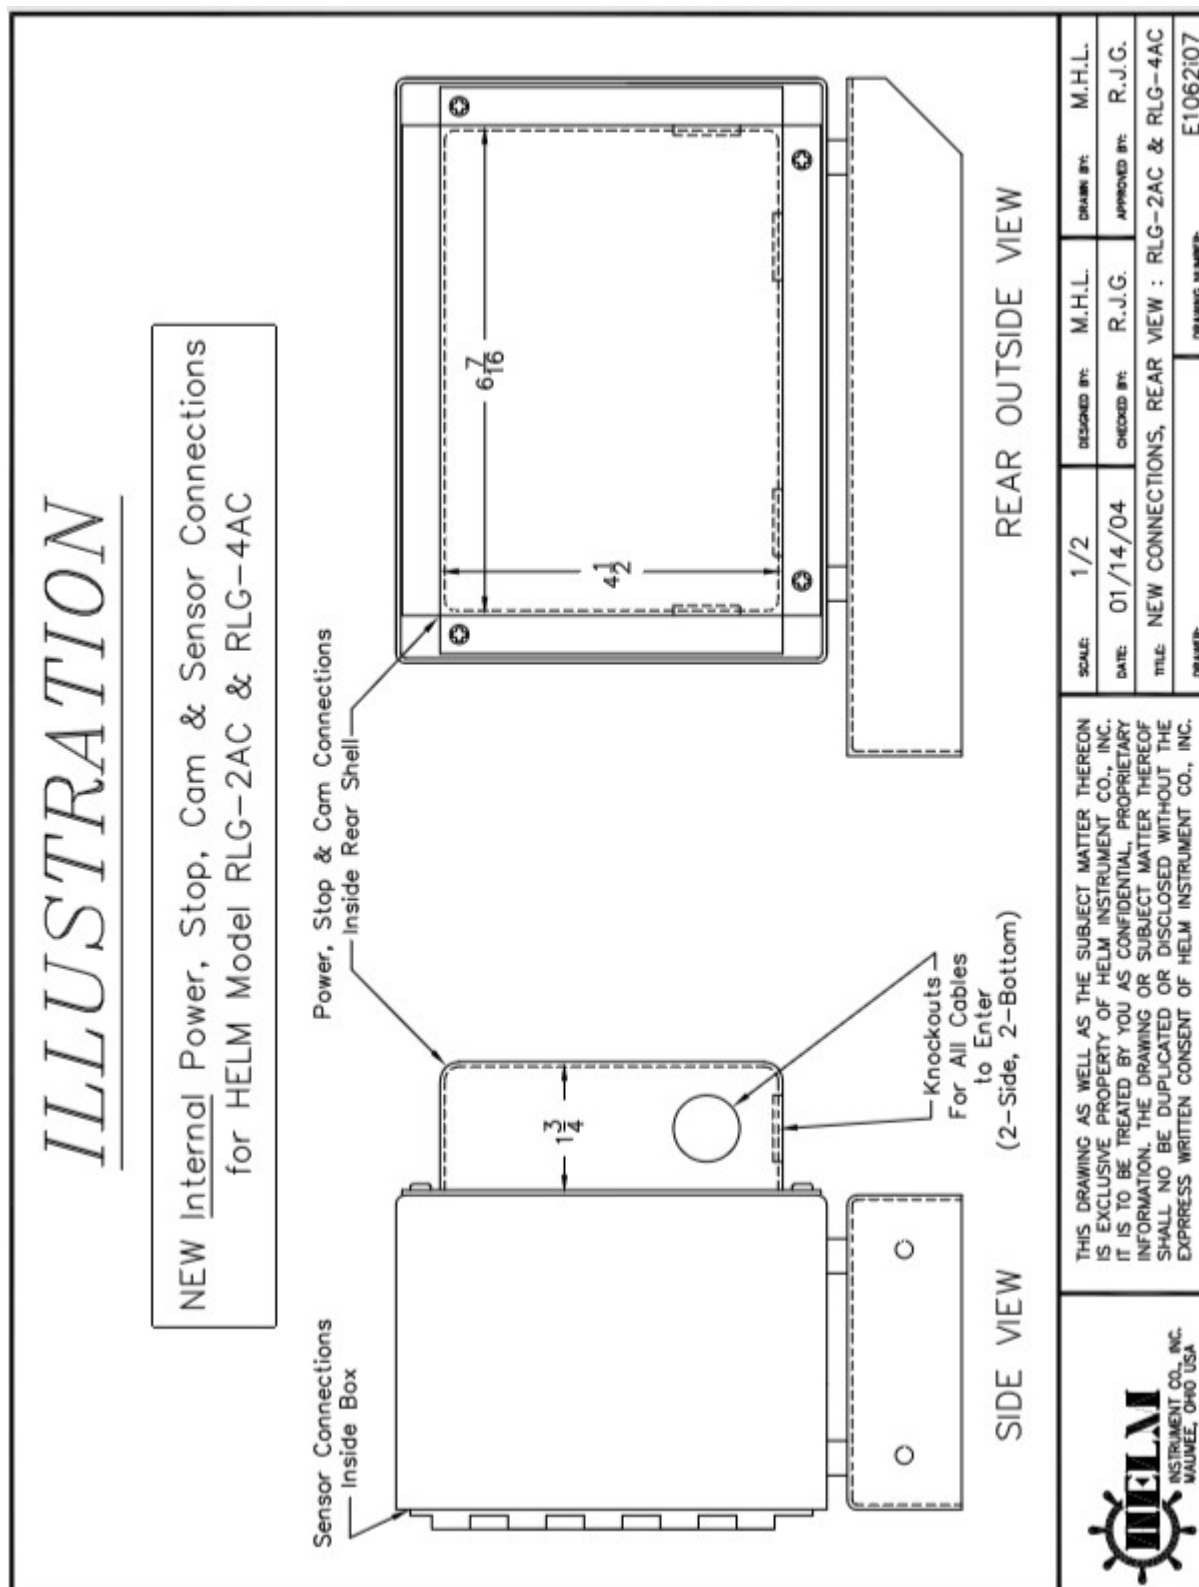 ILLUSTRATION
NEW Internal Power, Stop, Cam & Sensor Connections
for HELM Model RLG-2AC & RLG-4AC
Sensor Connections
Inside Box
Power, Stop & Cam Connections
Inside Rear Shell
1 3/4
6 7/16
4 1/2
Knockouts
For All Cables
to Enter
(2-Side, 2-Bottom)
SIDE VIEW
REAR OUTSIDE VIEW
HELM
INSTRUMENT CO., INC.
MAUMEE, OHIO USA
THIS DRAWING AS WELL AS THE SUBJECT MATTER THEREON
IS EXCLUSIVE PROPERTY OF HELM INSTRUMENT CO., INC.
IT IS TO BE TREATED BY YOU AS CONFIDENTIAL, PROPRIETARY
INFORMATION. THE DRAWING OR SUBJECT MATTER THEREOF
SHALL NO BE DUPLICATED OR DISCLOSED WITHOUT THE
EXPRRESS WRITTEN CONSENT OF HELM INSTRUMENT CO., INC.
SCALE: 1/2 DESIGNED BY: M.H.L. DRAWN BY: M.H.L.
DATE: 01/14/04 CHECKED BY: R.J.G. APPROVED BY: R.J.G.
TITLE: NEW CONNECTIONS, REAR VIEW : RLG-2AC & RLG-4AC
DRAWER: DRAWING NUMBER: E1062i07